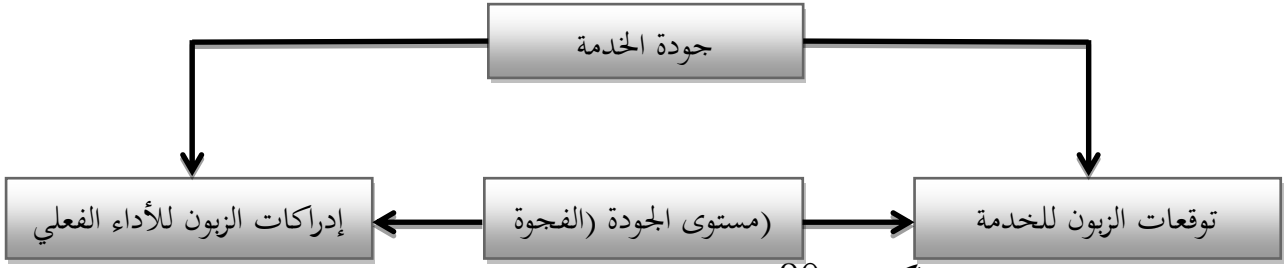 جودة الخدمة
توقعات الزبون للخدمة
(مستوى الجودة (الفجوة
إدراكات الزبون للأداء الفعلي